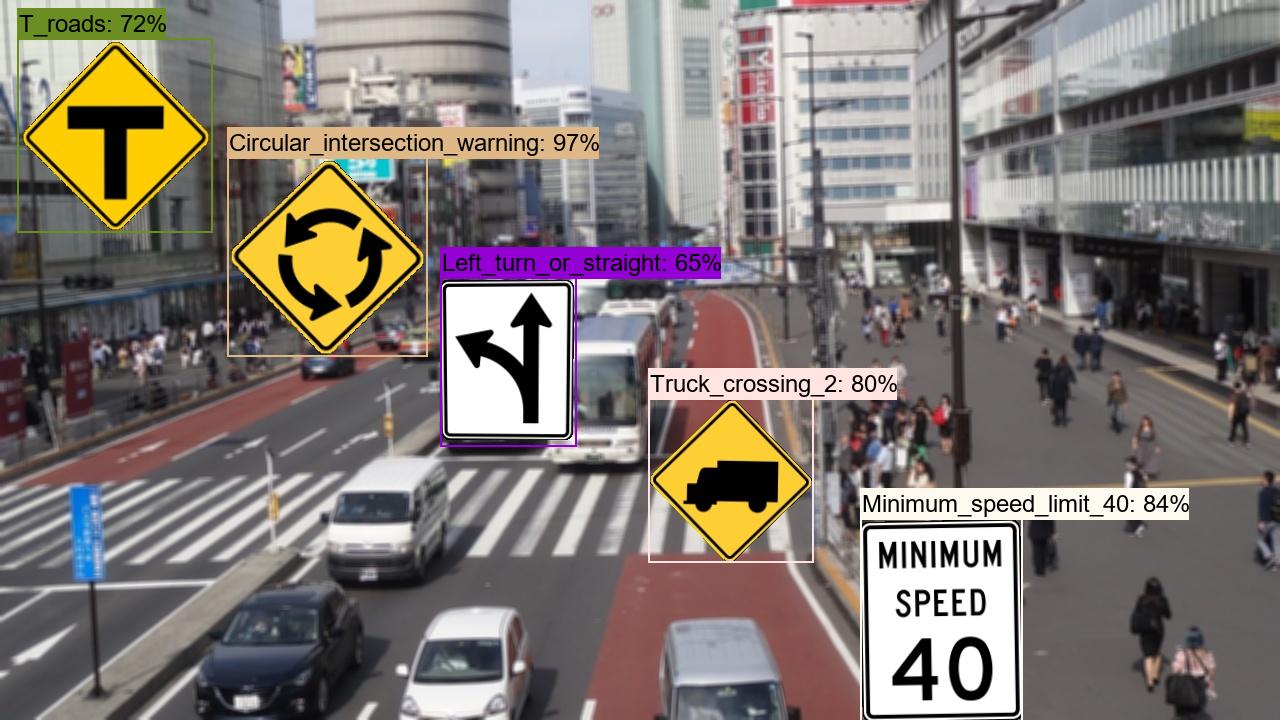 T_roads: 72%
T
Circular_intersection_warning: 97%
Left_turn_or_straight: 65%
Truck_crossing_2: 80%
Minimum_speed_limit_40: 84%
MINIMUM
SPEED
40